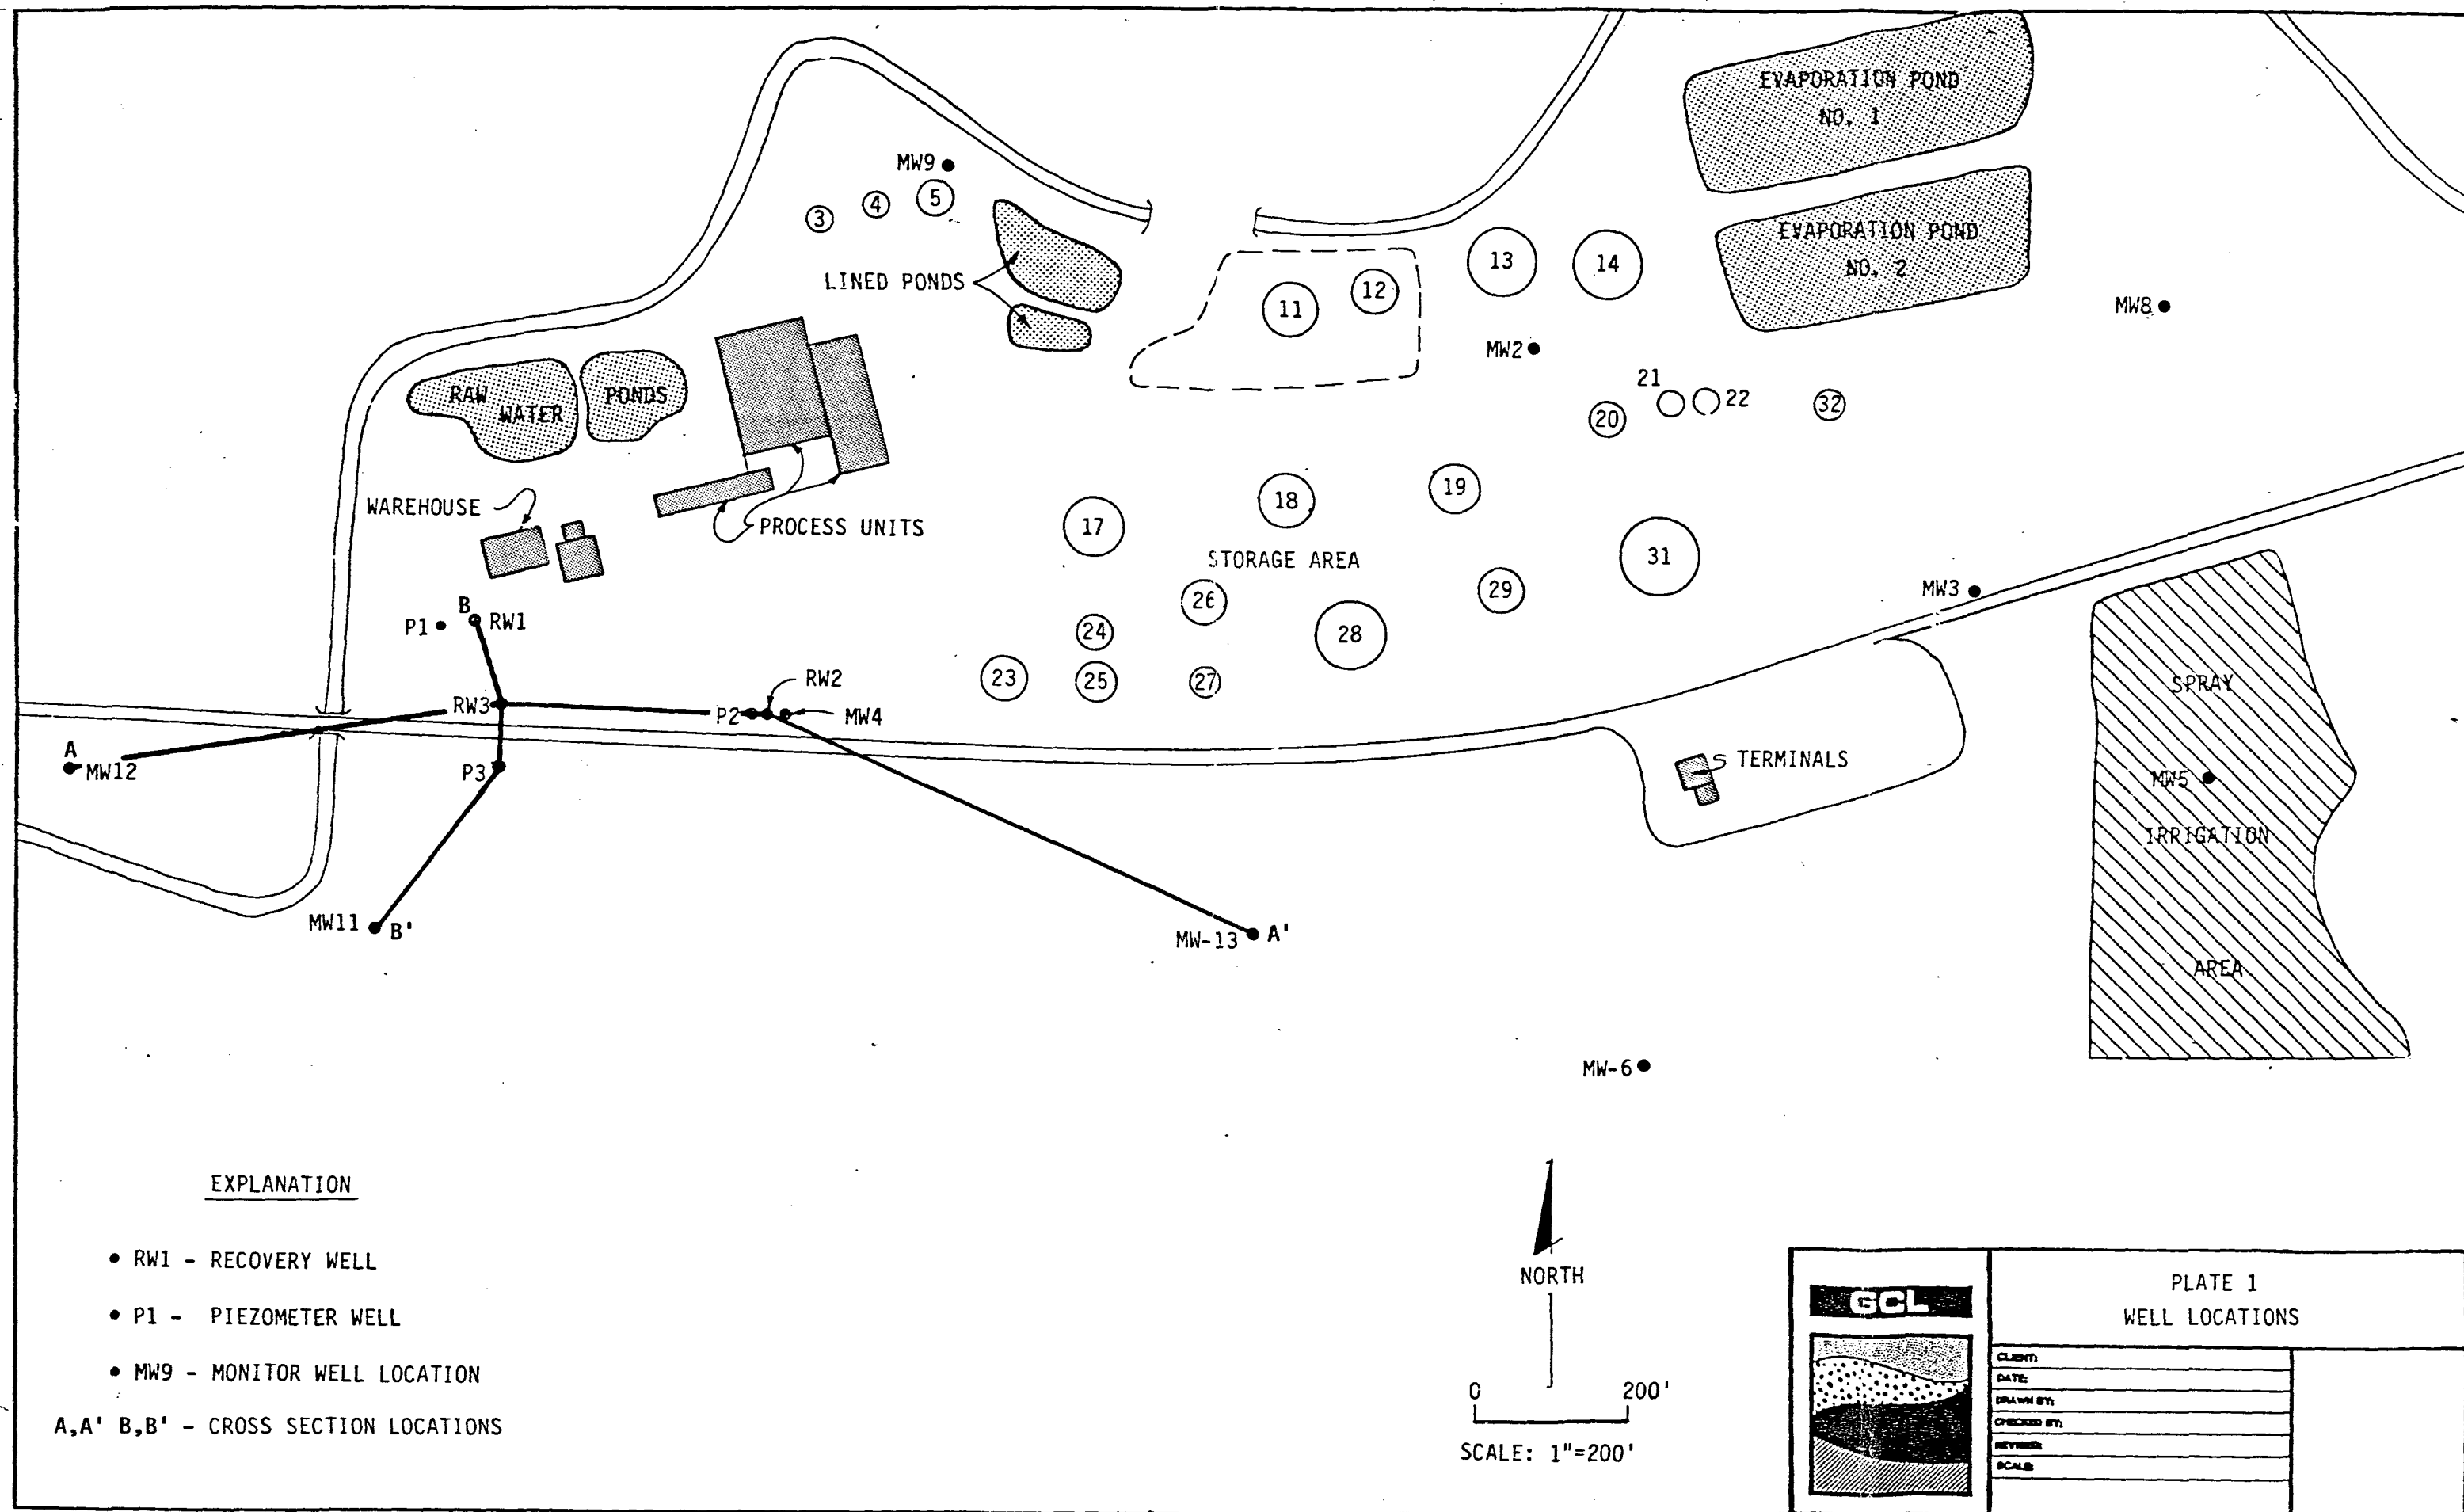 EVAPORATION POND
NO. 1
MW9
5
4
3
EVAPORATION POND
NO. 2
13
14
LINED PONDS
12
11
MW8
MW2
21
22
20
32
RAW
WATER
PONDS
WAREHOUSE
PROCESS UNITS
17
18
19
STORAGE AREA
31
26
29
MW3
B
P1
RW1
24
28
23
25
27
RW2
SPRAY
RW3
P2
MW4
A
MW12
P3
TERMINALS
MW5
IRRIGATION
MW11
B'
MW-13
A'
AREA
MW-6
EXPLANATION
RW1 - RECOVERY WELL
P1 - PIEZOMETER WELL
MW9 - MONITOR WELL LOCATION
A,A' B,B' - CROSS SECTION LOCATIONS
NORTH
0 200'
SCALE: 1"=200'
GCL
PLATE 1
WELL LOCATIONS
CLIENT:
DATE:
DRAWN BY:
CHECKED BY:
REVISED:
SCALE: